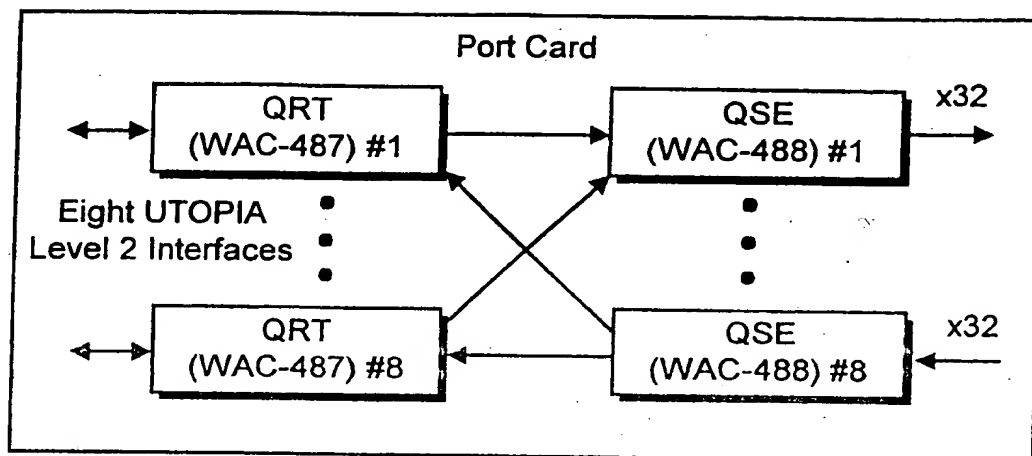 Port Card
QRT
(WAC-487) #1
QSE
(WAC-488) #1
x32
Eight UTOPIA
Level 2 Interfaces
QRT
(WAC-487) #8
QSE
(WAC-488) #8
x32